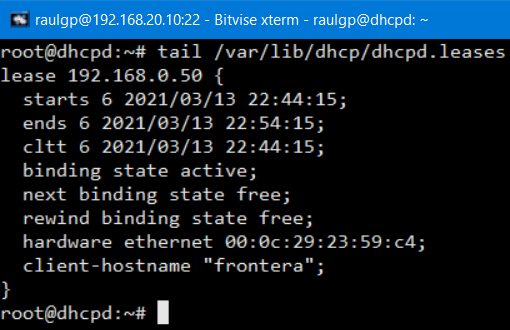 raulgp@192.168.20.10:22 - Bitvise xterm - raulgp@dhcpd: ~
root@dhcpd:~# tail /var/lib/dhcp/dhcpd.leases
lease 192.168.0.50 {
  starts 6 2021/03/13 22:44:15;
  ends 6 2021/03/13 22:54:15;
  cltt 6 2021/03/13 22:44:15;
  binding state active;
  next binding state free;
  rewind binding state free;
  hardware ethernet 00:0c:29:23:59:c4;
  client-hostname "frontera";
}
root@dhcpd:~#